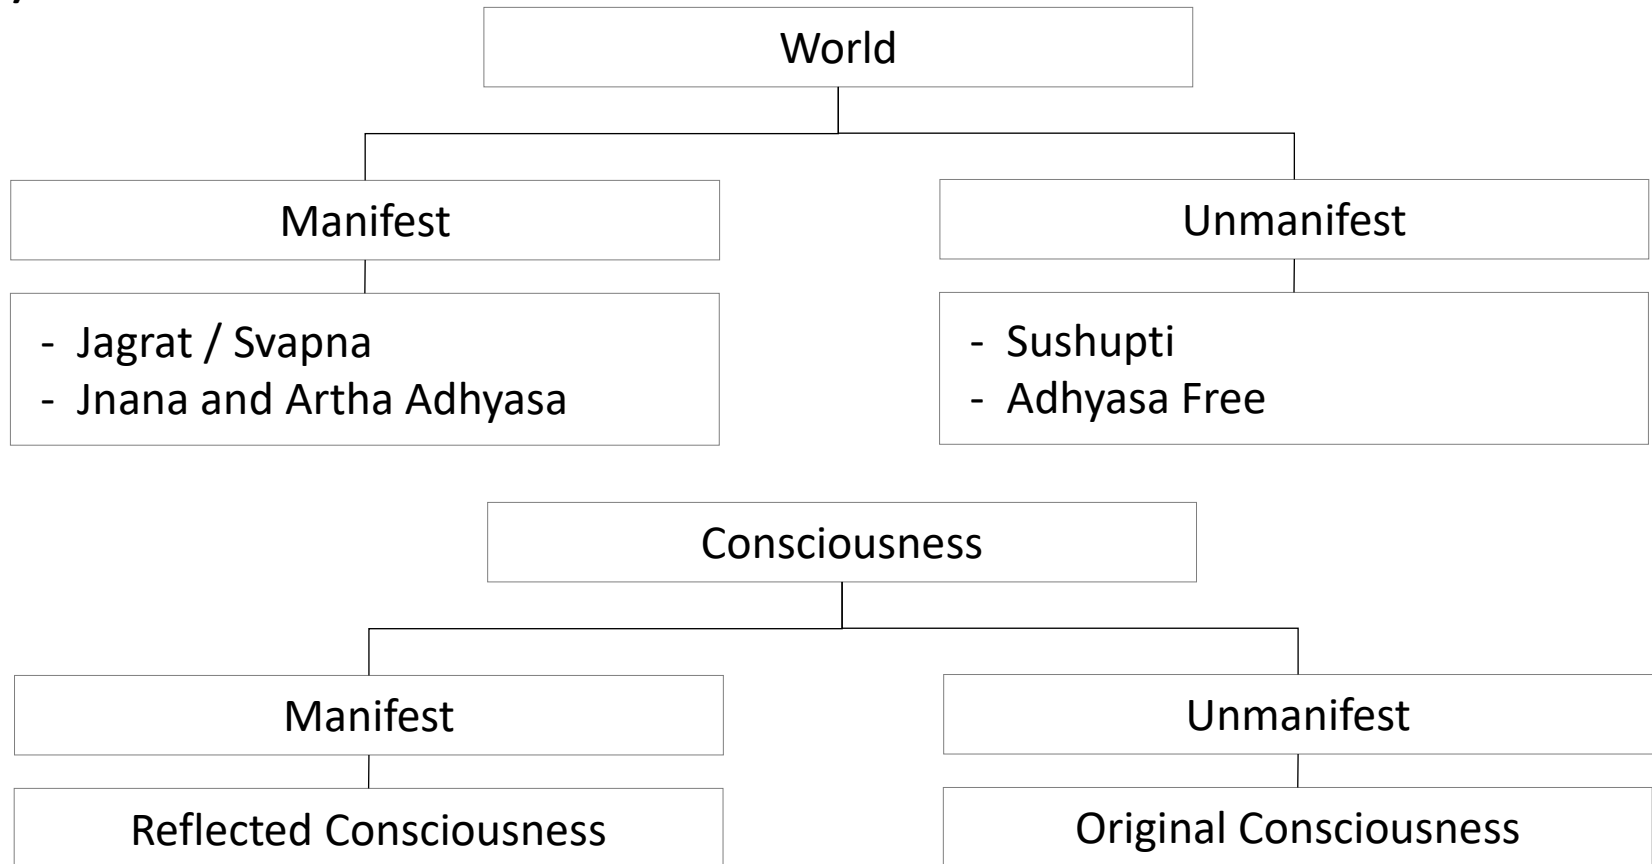 World
Manifest
Unmanifest
- Jagrat / Svapna
- Jnana and Artha Adhyasa
- Sushupti
- Adhyasa Free
Consciousness
Manifest
Unmanifest
Reflected Consciousness
Original Consciousness